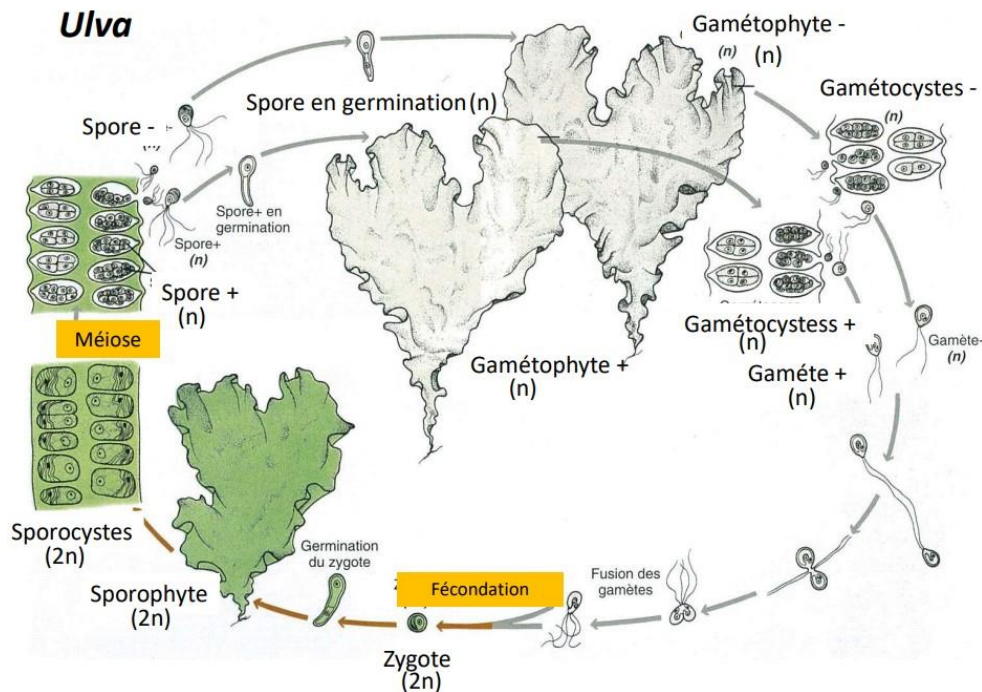 Ulva
Gamétophyte -
(n)
(n)
Gamétocystes -
(n)
Spore en germination (n)
Spore -
Spore+ en
germination
Spore+
(n)
Spore +
(n)
Méiose
Gamétocystess +
(n)
Gamète-
(n)
Gaméte +
(n)
Gamétophyte +
(n)
Sporocystes
(2n)
Sporophyte
(2n)
Germination
du zygote
Fécondation
Fusion des
gamètes
Zygote
(2n)